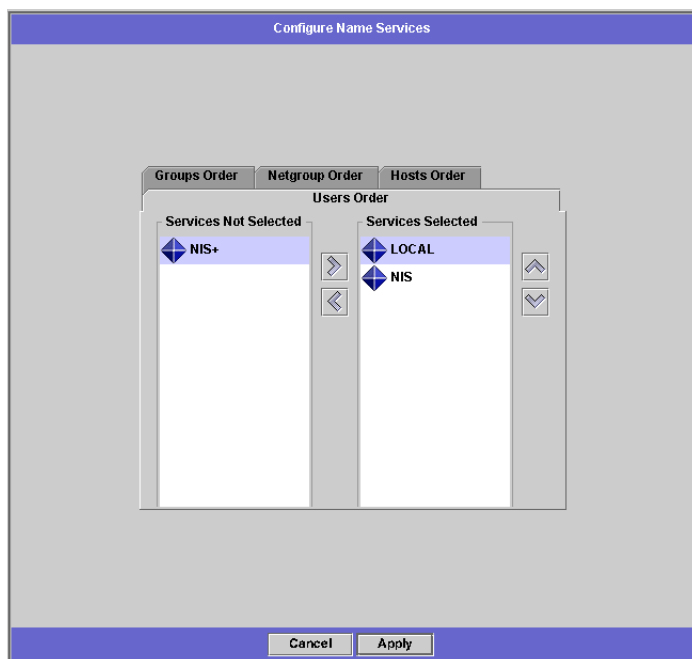 Configure Name Services
Groups Order Netgroup Order Hosts Order
Users Order
Services Not Selected Services Selected
NIS+ LOCAL
NIS
Cancel Apply